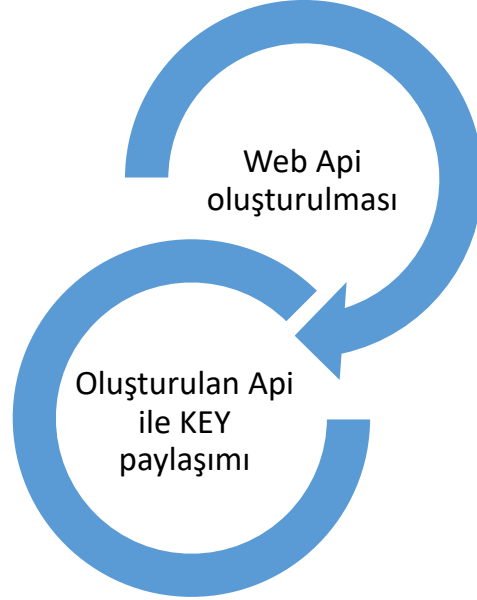 Web Api
oluşturulması
Oluşturulan Api
ile KEY
paylaşımı